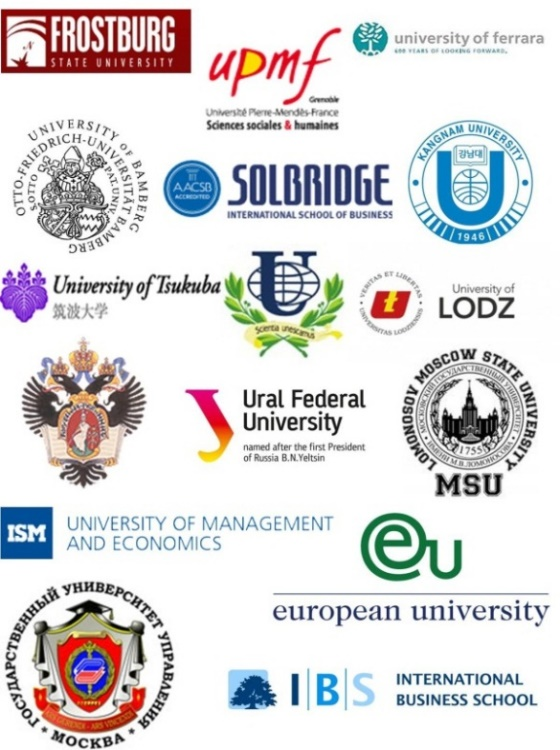 FROSTBURG
STATE UNIVERSITY
upmf
Grenoble
Université Pierre-Mendès-France
Sciences sociales & humaines
university of ferrara
600 YEARS OF LOOKING FORWARD.
UNIVERSITY OF BAMBERG
OTTO-FRIEDRICH-UNIVERSITÄT BAMBERG
AACSB
ACCREDITED
SOLBRIDGE
INTERNATIONAL SCHOOL OF BUSINESS
KANGNAM UNIVERSITY
강남대
U
1946
University of Tsukuba
筑波大学
U
Scientia unescamus
VERITAS ET LIBERTAS
UNIVERSITAS LODZIENSIS
University of
LODZ
Ural Federal
University
named after the first President
of Russia B.N.Yeltsin
LOMONOSOV MOSCOW STATE UNIVERSITY
МОСКОВСКИЙ ГОСУДАРСТВЕННЫЙ УНИВЕРСИТЕТ
ИМЕНИ М.В.ЛОМОНОСОВА
1755
MSU
ISM
UNIVERSITY OF MANAGEMENT
AND ECONOMICS
eu
european university
ГОСУДАРСТВЕННЫЙ УНИВЕРСИТЕТ УПРАВЛЕНИЯ
МОСКВА
I|B|S
INTERNATIONAL
BUSINESS SCHOOL